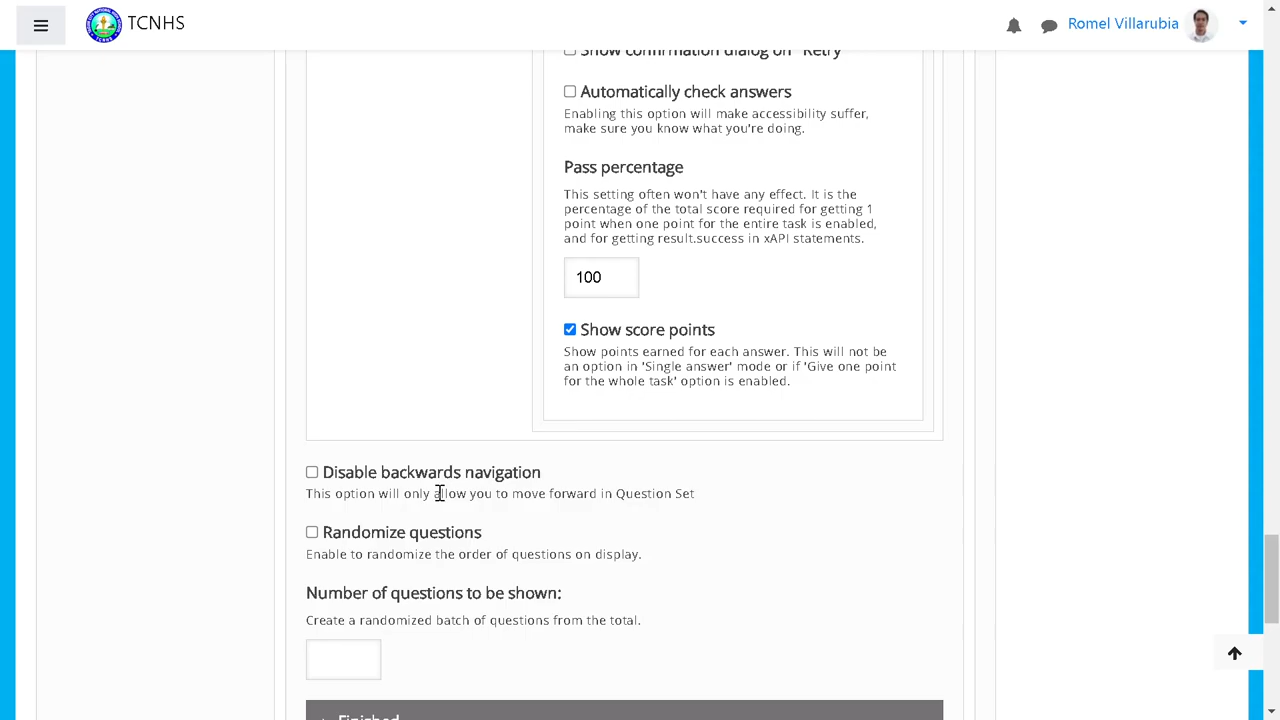 TCNHS
Romel Villarubia
Show confirmation dialog on "Retry"
Automatically check answers
Enabling this option will make accessibility suffer,
make sure you know what you're doing.
Pass percentage
This setting often won't have any effect. It is the
percentage of the total score required for getting 1
point when one point for the entire task is enabled,
and for getting result.success in xAPI statements.
100
Show score points
Show points earned for each answer. This will not be
an option in 'Single answer' mode or if 'Give one point
for the whole task' option is enabled.
Disable backwards navigation
This option will only allow you to move forward in Question Set
Randomize questions
Enable to randomize the order of questions on display.
Number of questions to be shown:
Create a randomized batch of questions from the total.
Finished